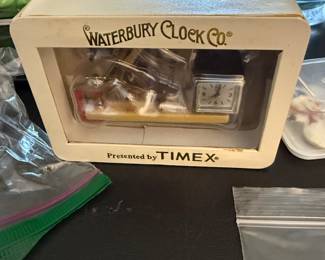 WATERBURY CLOCK CO.®
Presented by TIMEX®